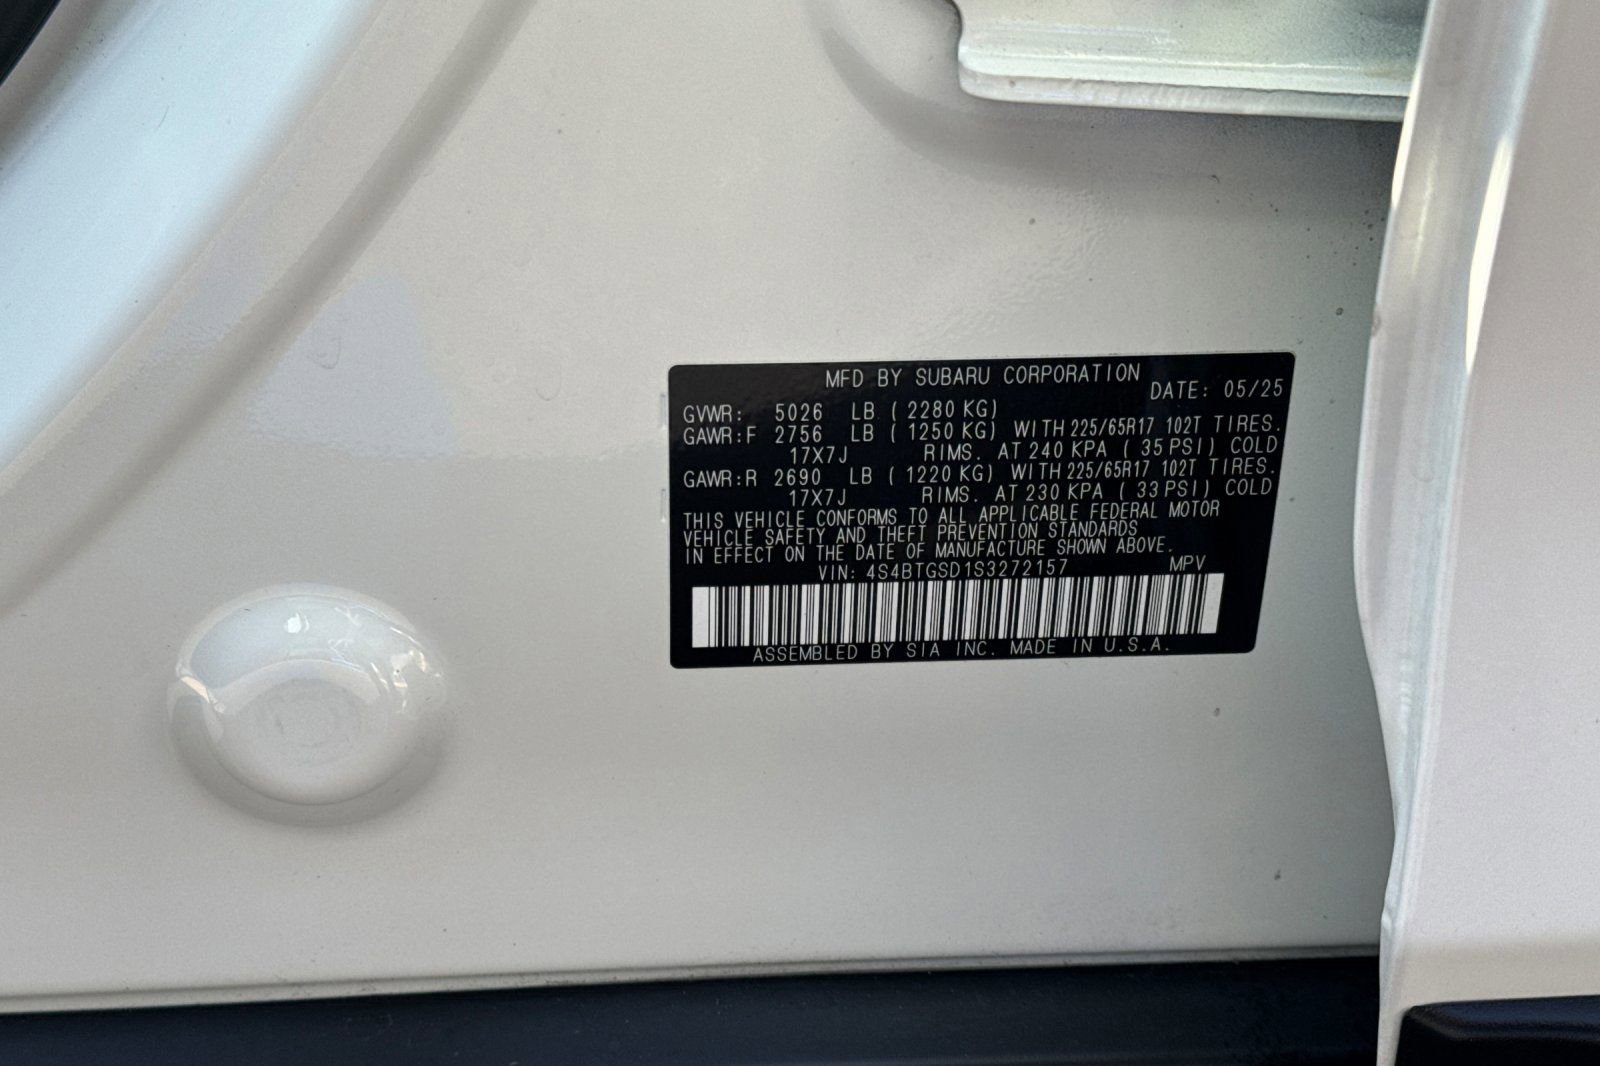 MFD BY SUBARU CORPORATION
DATE: 05/25
GVWR: 5026 LB ( 2280 KG)
GAWR:F 2756 LB ( 1250 KG) WITH 225/65R17 102T TIRES.
17X7J RIMS. AT 240 KPA ( 35 PSI) COLD
GAWR:R 2690 LB ( 1220 KG) WITH 225/65R17 102T TIRES.
17X7J RIMS. AT 230 KPA ( 33 PSI) COLD
THIS VEHICLE CONFORMS TO ALL APPLICABLE FEDERAL MOTOR
VEHICLE SAFETY AND THEFT PREVENTION STANDARDS
IN EFFECT ON THE DATE OF MANUFACTURE SHOWN ABOVE.
VIN: 4S4BTGSD1S3272157 MPV
ASSEMBLED BY SIA INC. MADE IN U.S.A.